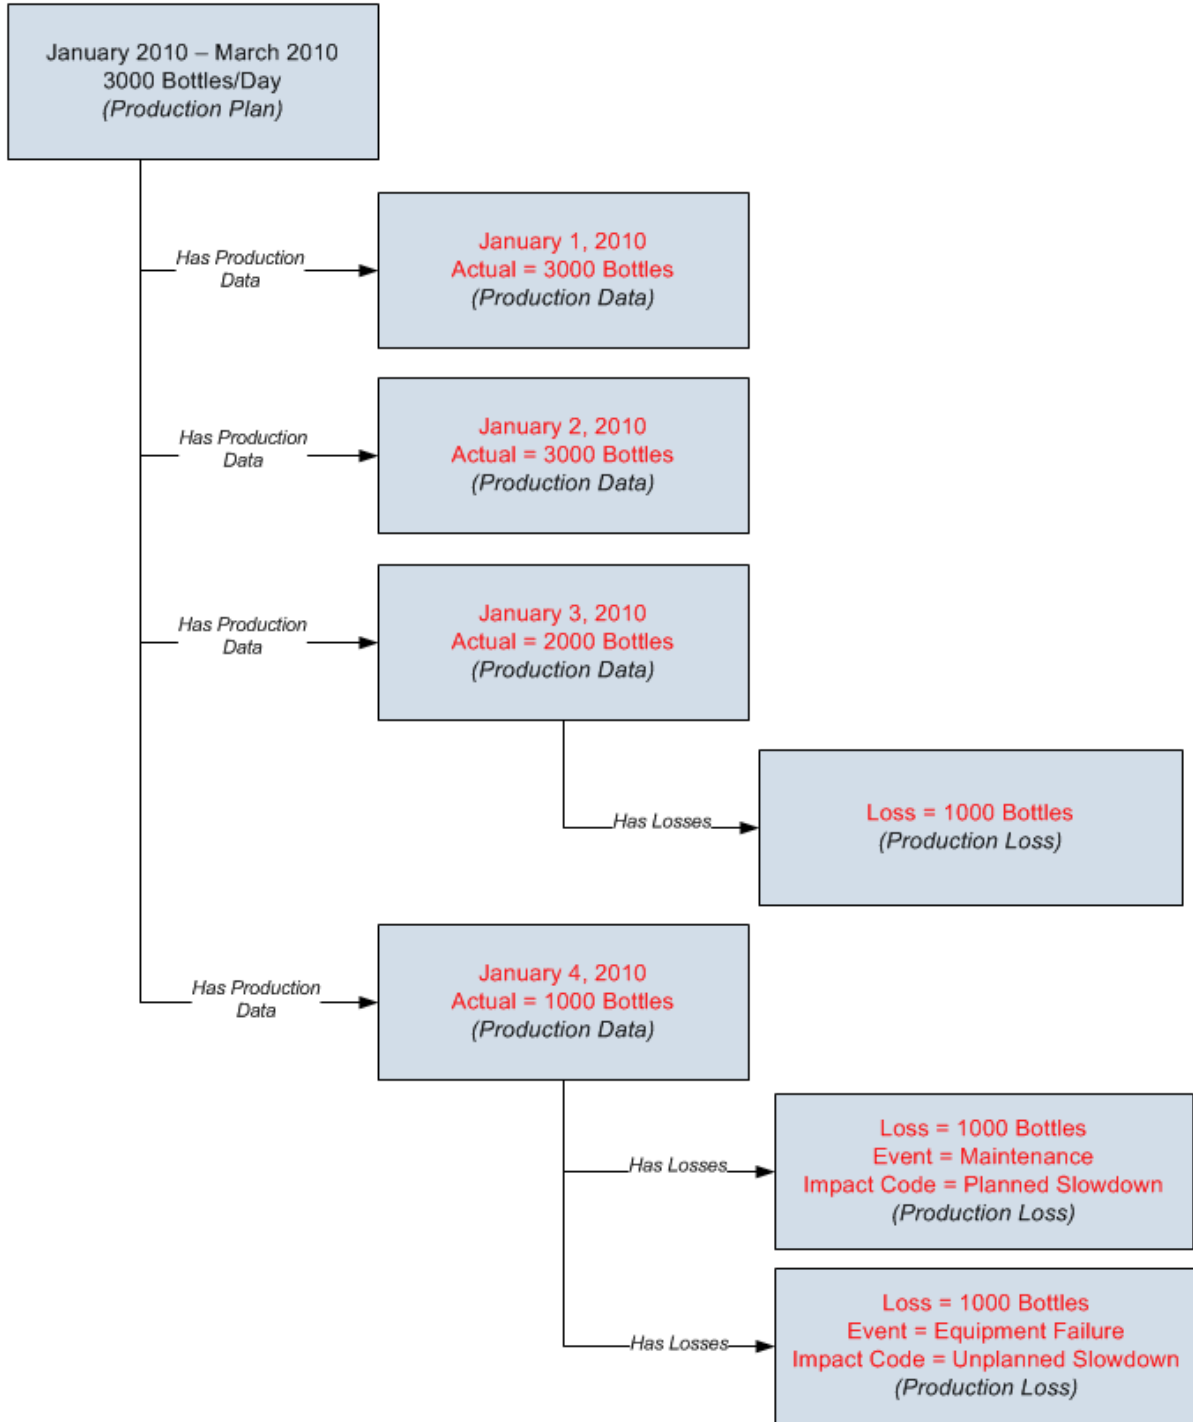 January 2010 – March 2010
3000 Bottles/Day
(Production Plan)
Has Production
Data
January 1, 2010
Actual = 3000 Bottles
(Production Data)
Has Production
Data
January 2, 2010
Actual = 3000 Bottles
(Production Data)
Has Production
Data
January 3, 2010
Actual = 2000 Bottles
(Production Data)
Has Losses
Loss = 1000 Bottles
(Production Loss)
Has Production
Data
January 4, 2010
Actual = 1000 Bottles
(Production Data)
Has Losses
Loss = 1000 Bottles
Event = Maintenance
Impact Code = Planned Slowdown
(Production Loss)
Has Losses
Loss = 1000 Bottles
Event = Equipment Failure
Impact Code = Unplanned Slowdown
(Production Loss)